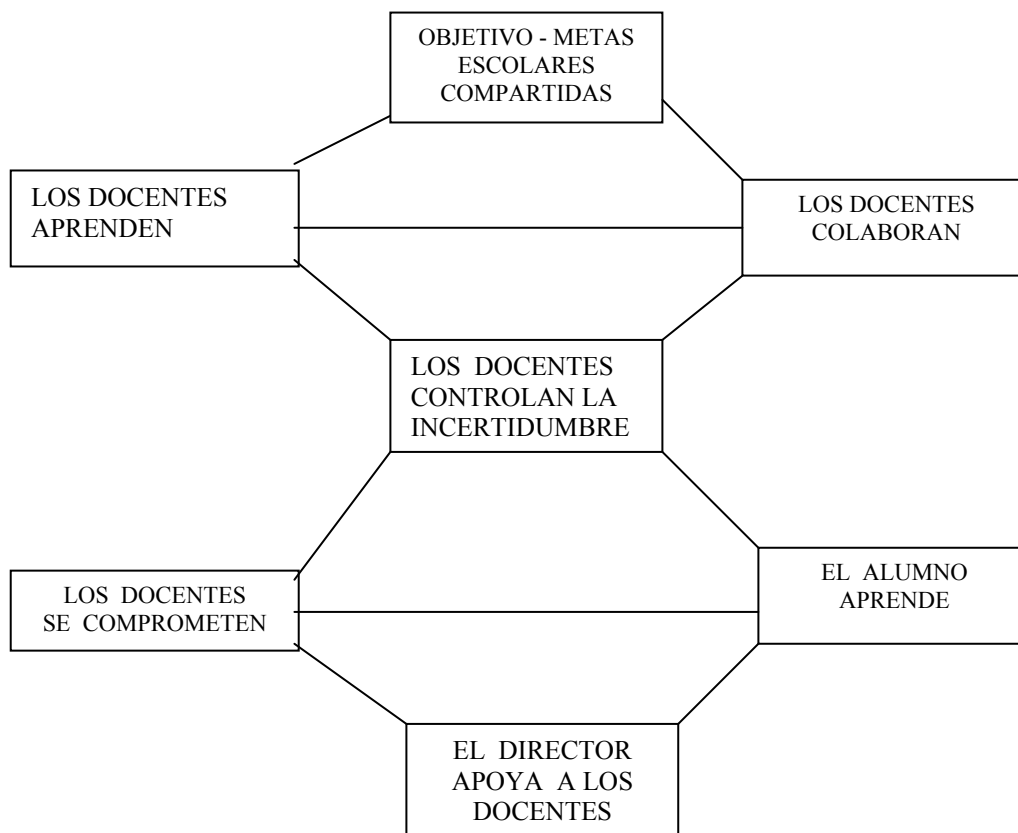 OBJETIVO - METAS
ESCOLARES
COMPARTIDAS
LOS DOCENTES
APRENDEN
LOS DOCENTES
COLABORAN
LOS DOCENTES
CONTROLAN LA
INCERTIDUMBRE
LOS DOCENTES
SE COMPROMETEN
EL ALUMNO
APRENDE
EL DIRECTOR
APOYA A LOS
DOCENTES